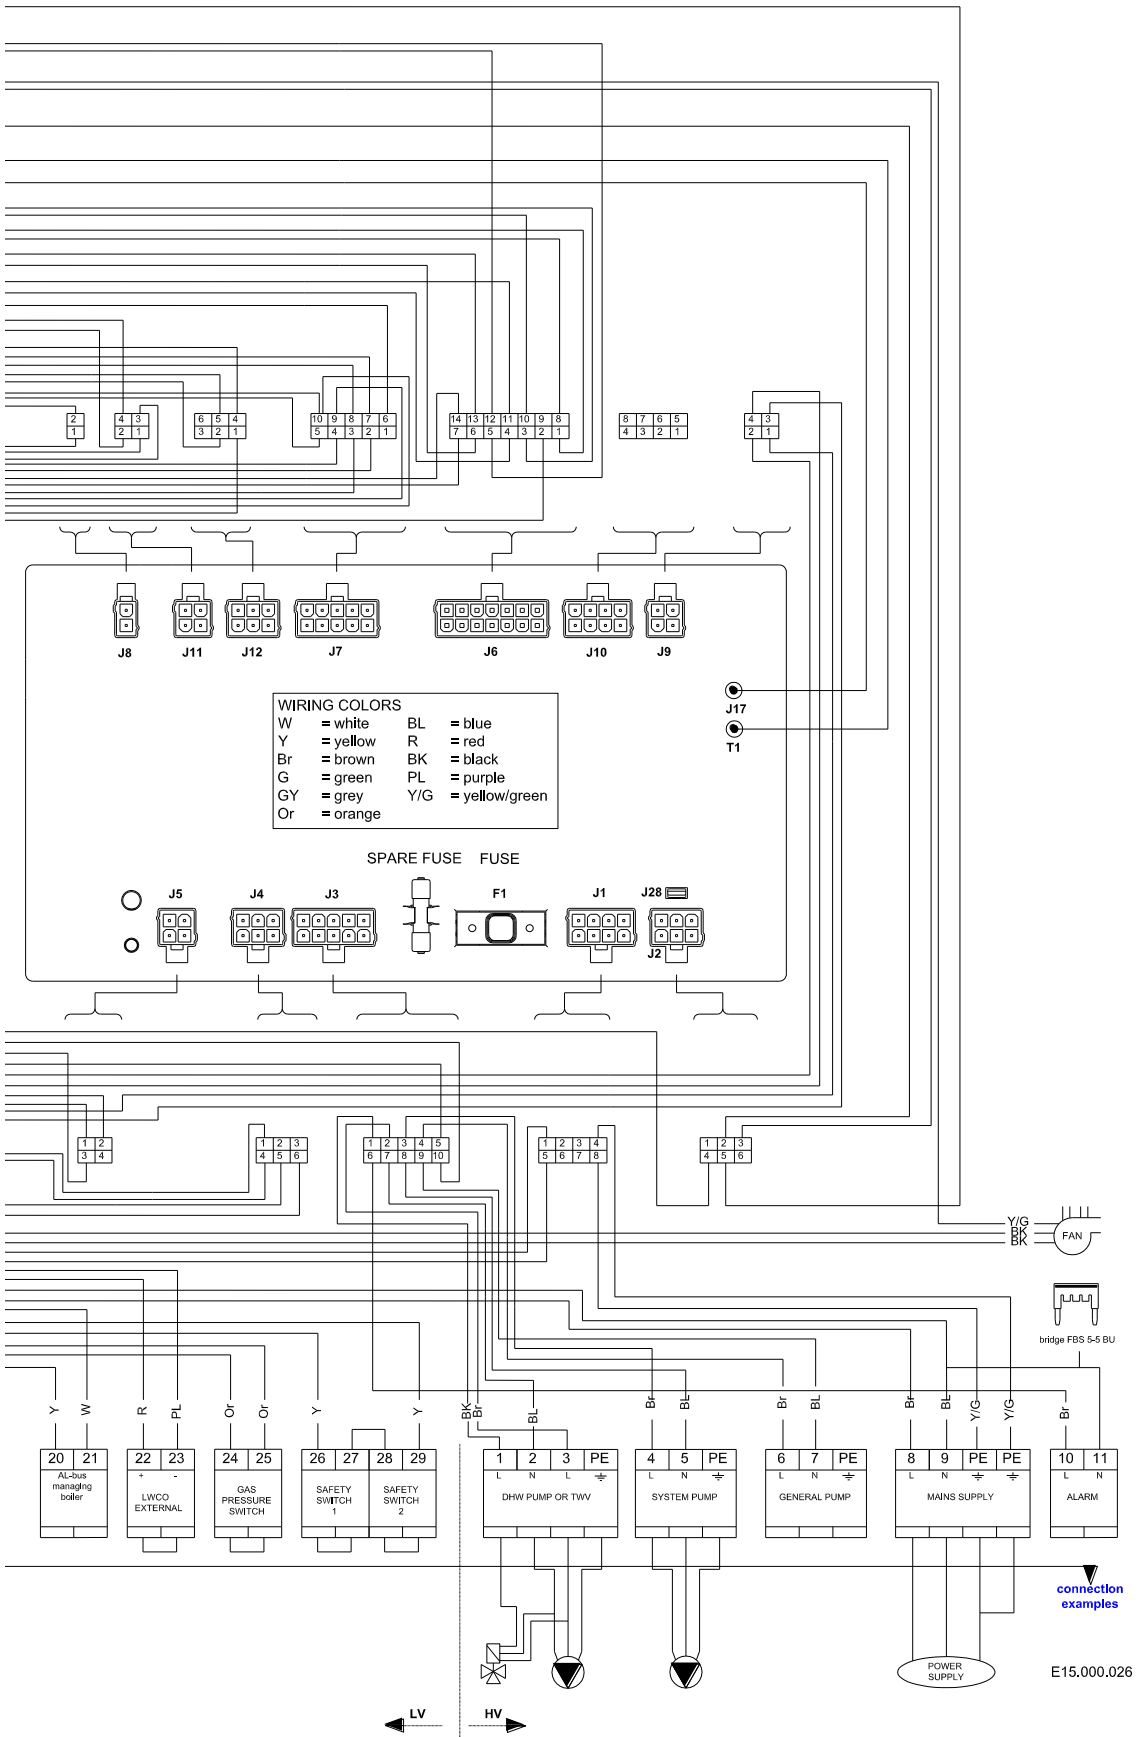 2
1
4 3
2 1
6 5 4
3 2 1
10 9 8 7 6
5 4 3 2 1
14 13 12 11 10 9 8
7 6 5 4 3 2 1
8 7 6 5
4 3 2 1
4 3
2 1
J8 J11 J12 J7 J6 J10 J9
J17
T1
WIRING COLORS
W = white BL = blue
Y = yellow R = red
Br = brown BK = black
G = green PL = purple
GY = grey Y/G = yellow/green
Or = orange
SPARE FUSE FUSE
J5 J4 J3 F1 J1 J28
J2
1 2
3 4
1 2 3
4 5 6
1 2 3 4 5
6 7 8 9 10
1 2 3 4
5 6 7 8
1 2 3
4 5 6
Y/G
BK
BK
FAN
bridge FBS 5-5 BU
Y W R PL Or Or Y Y BK Br BL Br BL Br BL Br BL Y/G Y/G Br
20 21 22 23 24 25 26 27 28 29 1 2 3 PE 4 5 PE 6 7 PE 8 9 PE PE 10 11
+ - L N L L N L N L N L N
AL-bus
managing
boiler
LWCO
EXTERNAL
GAS
PRESSURE
SWITCH
SAFETY
SWITCH
1
SAFETY
SWITCH
2
DHW PUMP OR TWV
SYSTEM PUMP
GENERAL PUMP
MAINS SUPPLY
ALARM
connection
examples
POWER
SUPPLY
E15.000.026
LV HV